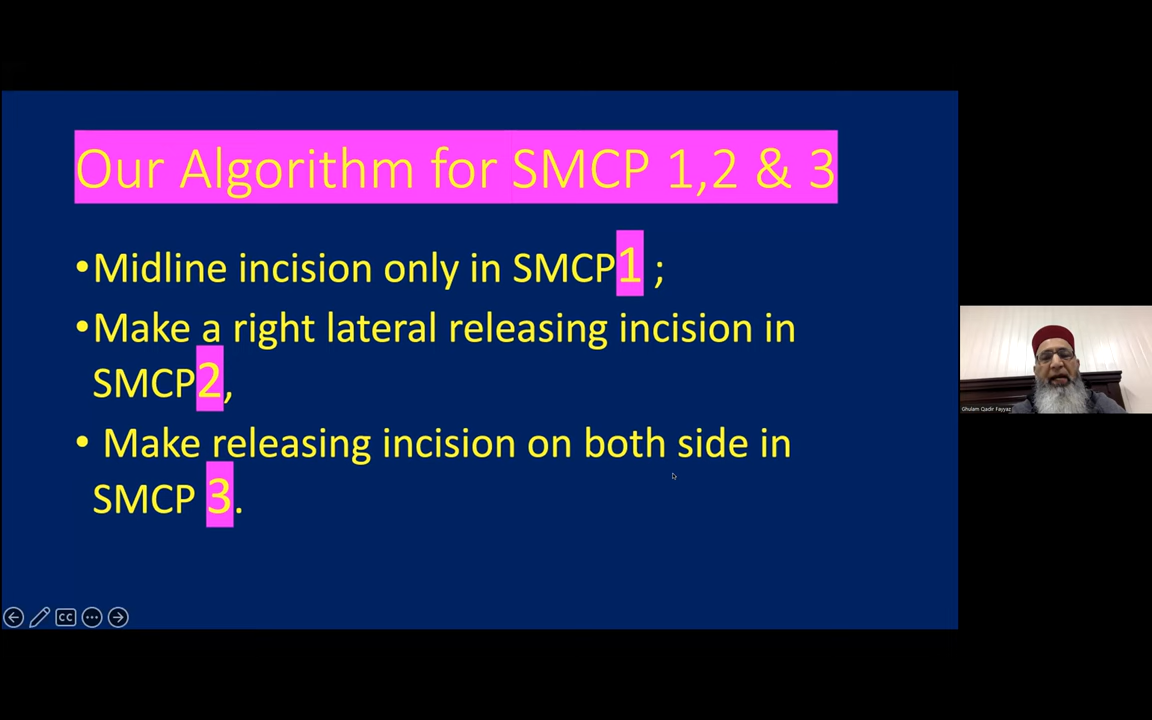 Our Algorithm for SMCP 1,2 & 3
•Midline incision only in SMCP1 ;
•Make a right lateral releasing incision in
SMCP2,
• Make releasing incision on both side in
SMCP 3.
CC
Ghulam Qadir Fayyaz